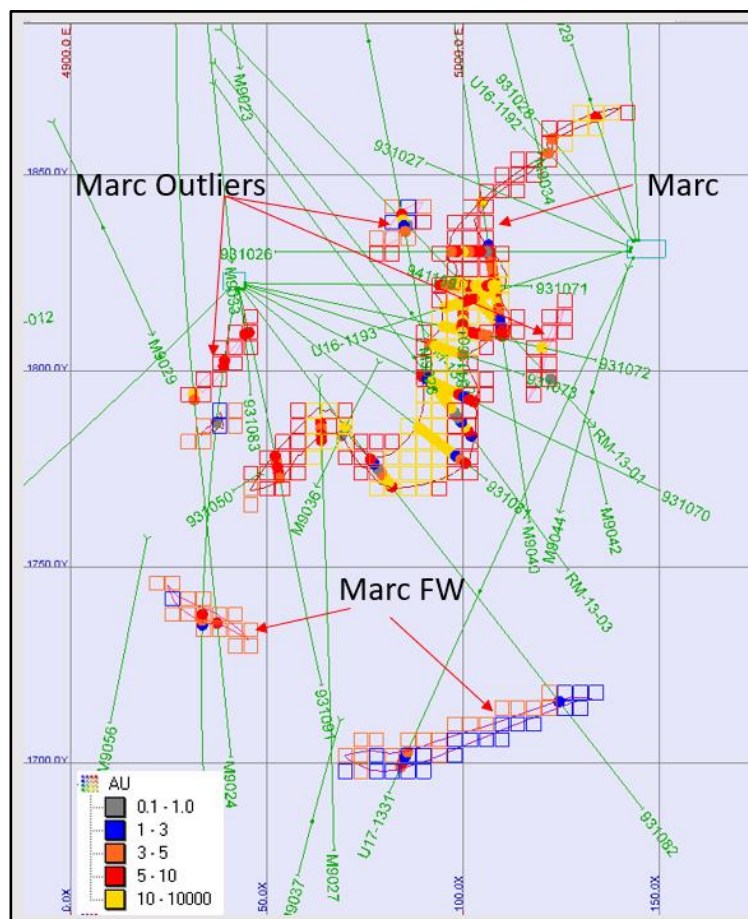 4900.0 E
5000.0 E
M9023
U16-1192
931028
931027
M9034
1850.0Y
Marc Outliers
Marc
931026
M9033
931071
U16-1193
-012
M9029
1800.0Y
931072
931073
931083
RM-13-01
931050
M9036
931081
931070
M9044
M9042
M9040
1750.0Y
RM-13-03
Marc FW
931091
1700.0Y
M9056
M9024
U17-1331
931082
M9037
M9027
AU
0.1 - 1.0
1 - 3
3 - 5
5 - 10
10 - 10000
0.0X
50.0X
100.0X
150.0X